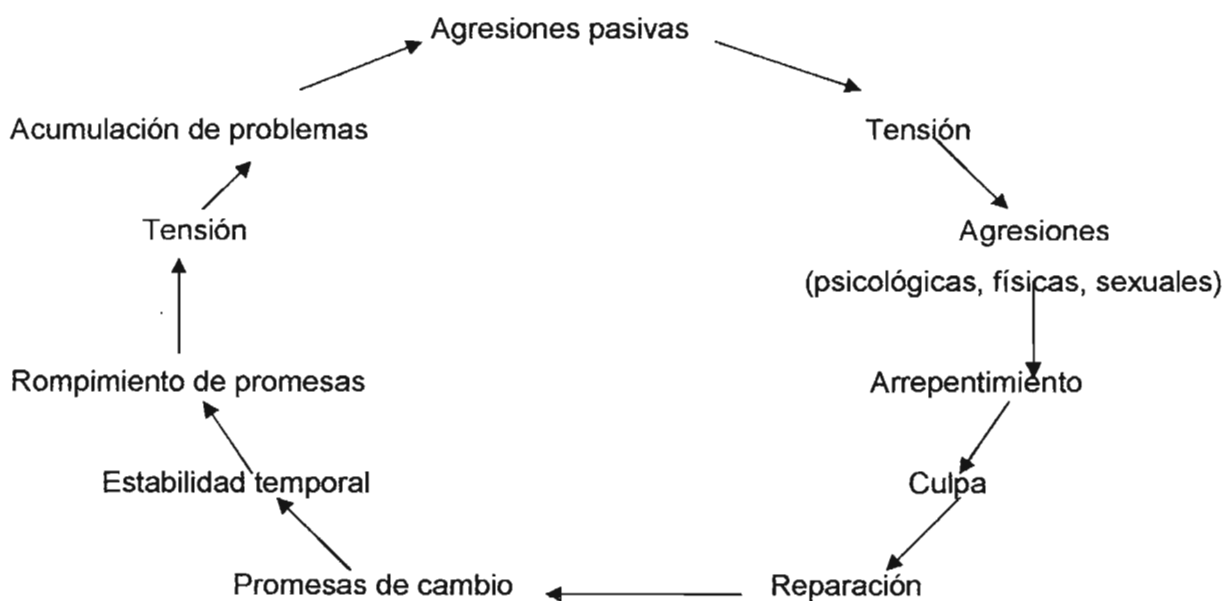 Agresiones pasivas
Acumulación de problemas
Tensión
Tensión
Agresiones
(psicológicas, físicas, sexuales)
Rompimiento de promesas
Arrepentimiento
Estabilidad temporal
Culpa
Promesas de cambio
Reparación